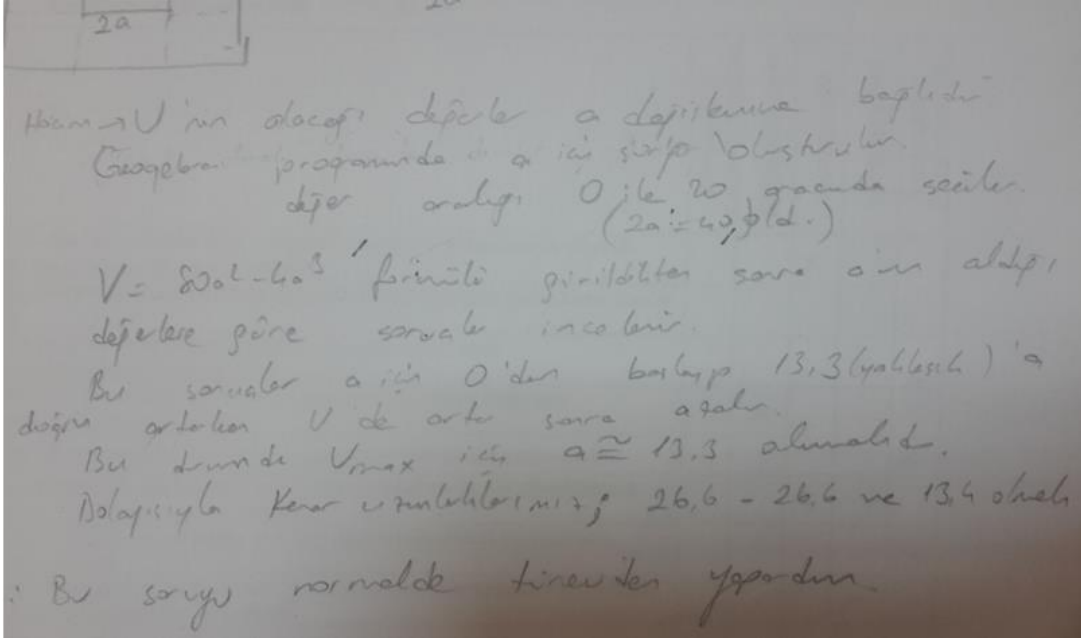 2a
2a
Hacim → V'nin alacağı değerler a değişkenine bağlıdır
Geogebra programında a için sürgü oluşturulur.
değer aralığı 0 ile 20 arasında seçilir.
(2a = 40,
V = 80a² - 4a³ formülü girildikten sonra a'nın aldığı
değerlere göre sonuçlar incelenir.
Bu sonuçlar a için 0'dan başlayıp 13,3 (yaklaşık) 'a
doğru artarken V de artar sonra azalır.
Bu durumda Vmax için a ≅ 13,3 alınmalıdır.
Dolayısıyla Kenar uzunluklarımız; 26,6 - 26,6 ve 13,4 olmalı
: Bu soruyu normalde türevden yapardım